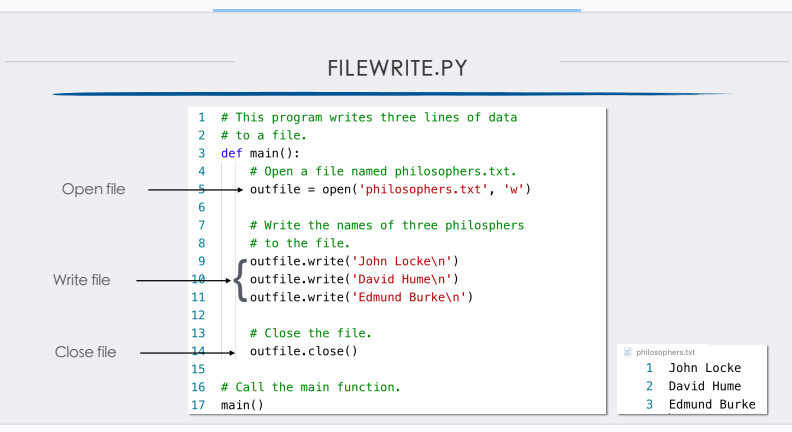 FILEWRITE.PY
1 # This program writes three lines of data
2 # to a file.
3 def main():
4 # Open a file named philosophers.txt.
Open file
5 outfile = open('philosophers.txt', 'w')
6
7 # Write the names of three philosphers
8 # to the file.
9 outfile.write('John Locke\n')
Write file
10 outfile.write('David Hume\n')
11 outfile.write('Edmund Burke\n')
12
13 # Close the file.
Close file
14 outfile.close()
15
16 # Call the main function.
17 main()
philosophers.txt
1 John Locke
2 David Hume
3 Edmund Burke